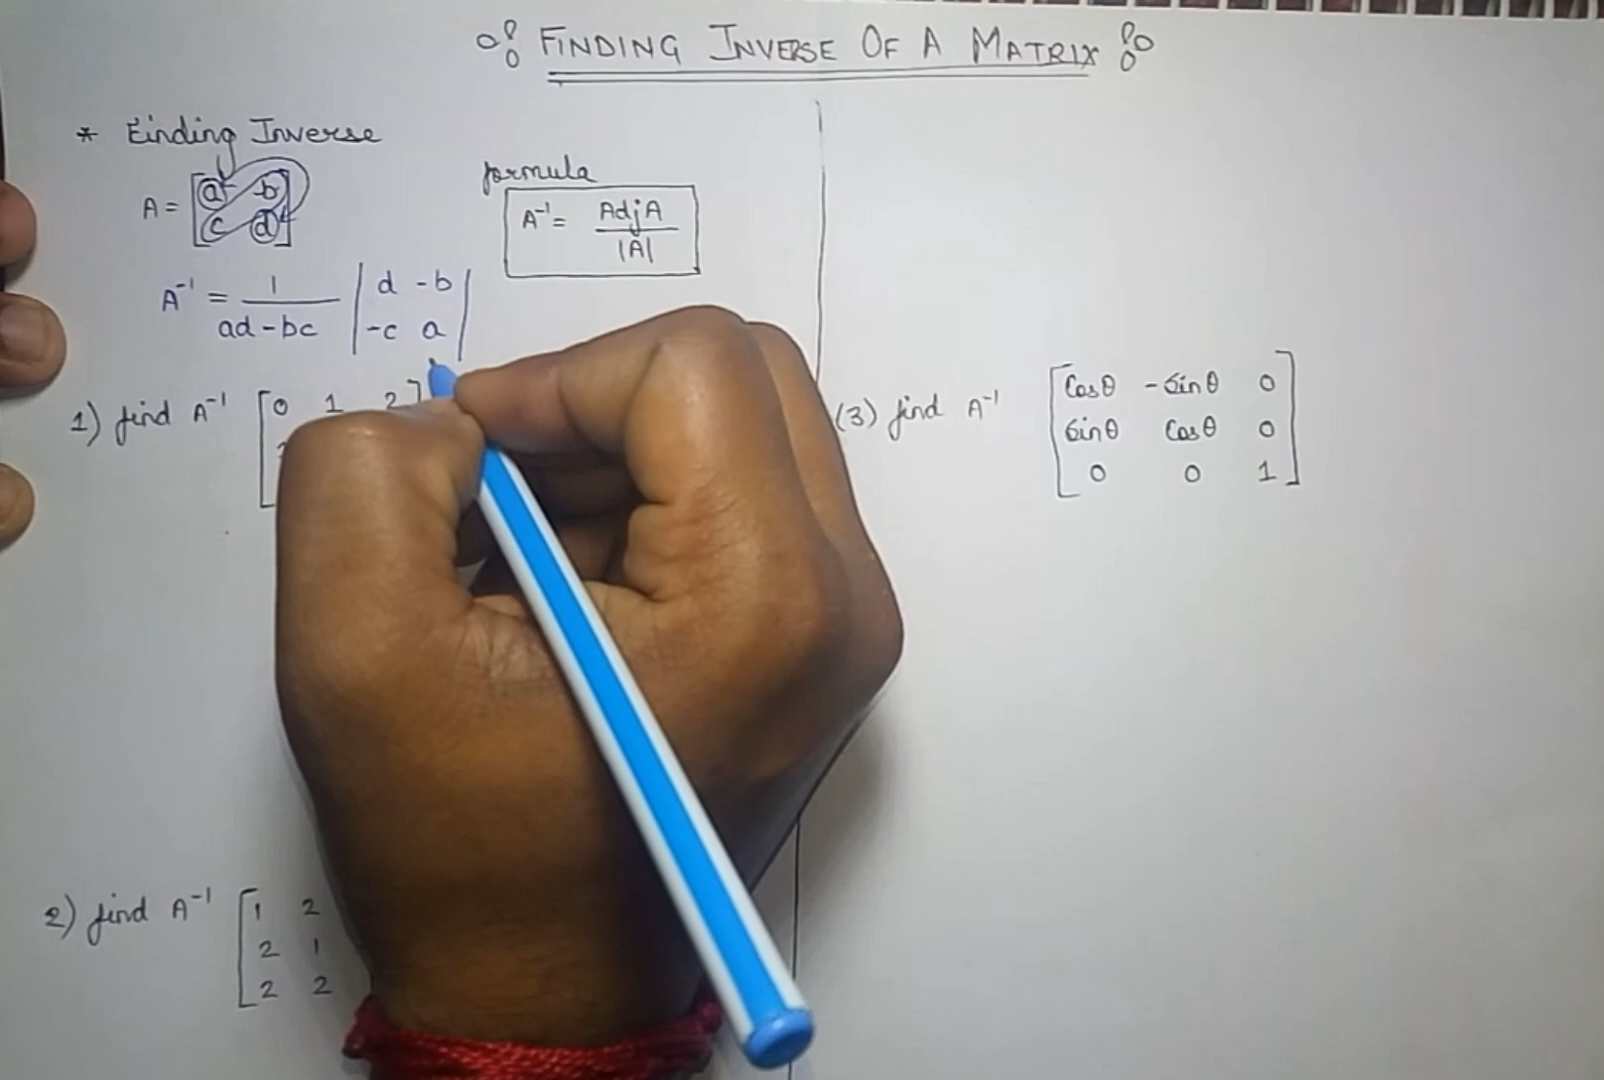 FINDING INVERSE OF A MATRIX
* Finding Inverse
A = [a b
c d]
formula
A⁻¹ = AdjA
|A|
A⁻¹ = 1 | d -b |
ad-bc | -c a |
1) find A⁻¹ [0 1 2]
2) find A⁻¹ [1 2
2 1
2 2
(3) find A⁻¹ [Cosθ -Sinθ 0
Sinθ Cosθ 0
0 0 1]